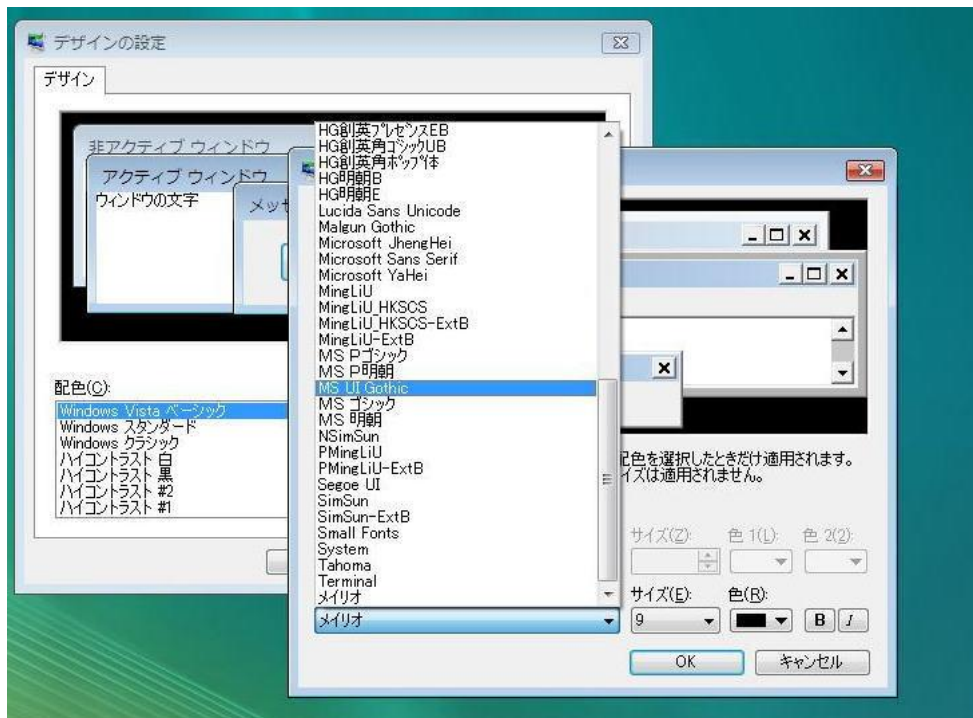 デザインの設定
デザイン
非アクティブ ウィンドウ
アクティブ ウィンドウ
ウィンドウの文字
メッセ
配色(C):
Windows Vista ベーシック
Windows スタンダード
Windows クラシック
ハイコントラスト 白
ハイコントラスト 黒
ハイコントラスト #2
ハイコントラスト #1
HG創英プレゼンスEB
HG創英角ゴシックUB
HG創英角ポップ体
HG明朝B
HG明朝E
Lucida Sans Unicode
Malgun Gothic
Microsoft JhengHei
Microsoft Sans Serif
Microsoft YaHei
MingLiU
MingLiU_HKSCS
MingLiU_HKSCS-ExtB
MingLiU-ExtB
MS Pゴシック
MS P明朝
MS UI Gothic
MS ゴシック
MS 明朝
NSimSun
PMingLiU
PMingLiU-ExtB
Segoe UI
SimSun
SimSun-ExtB
Small Fonts
System
Tahoma
Terminal
メイリオ
メイリオ
配色を選択したときだけ適用されます。
イズは適用されません。
サイズ(Z): 色 1(L): 色 2(2):
サイズ(E): 色(R):
9 B I
OK キャンセル